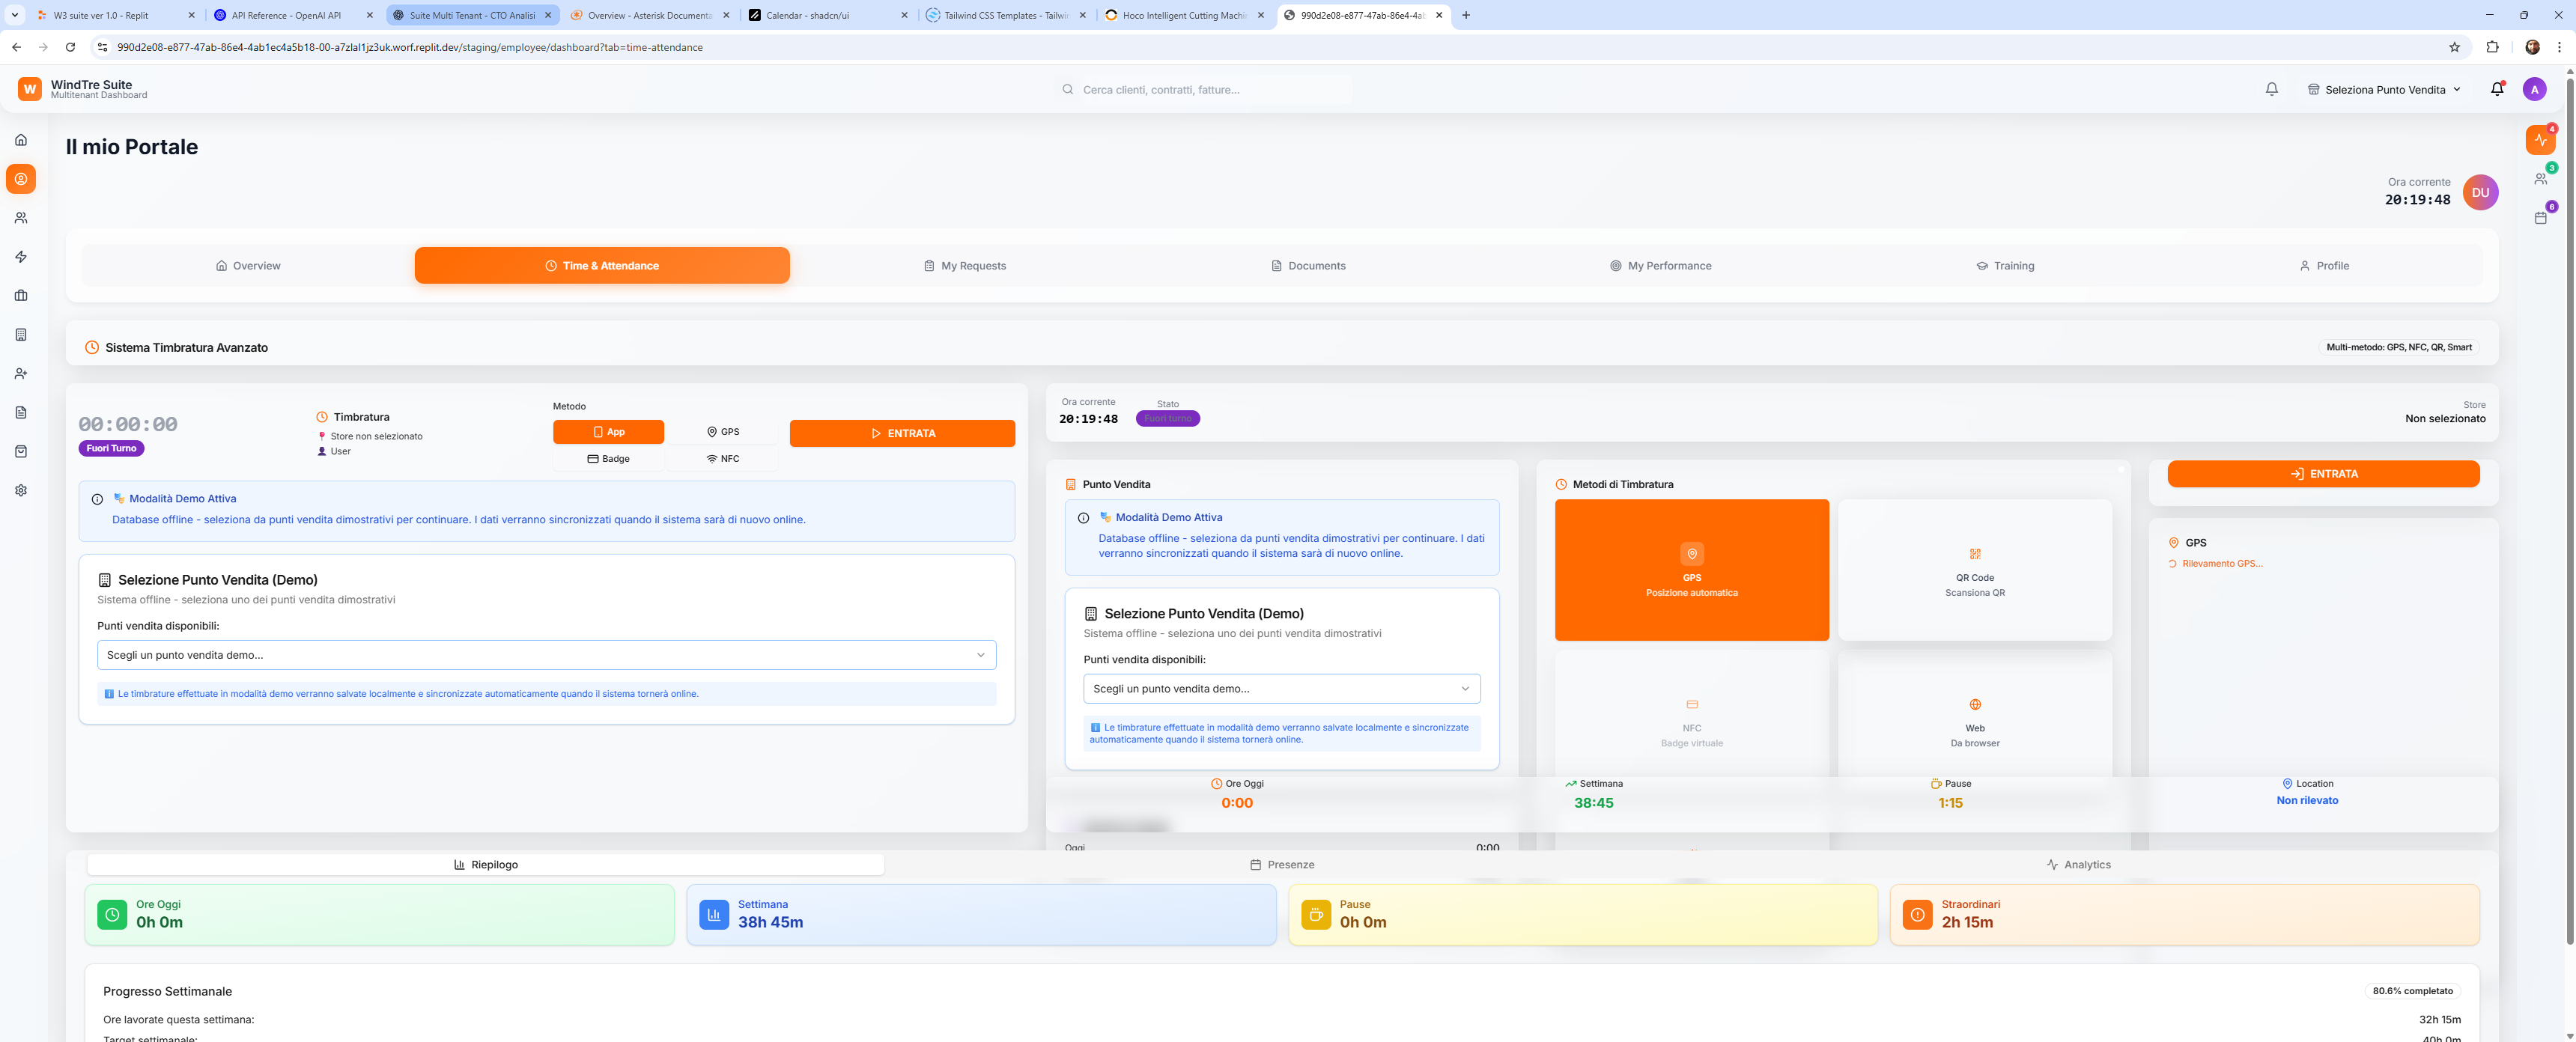 W3 suite ver 1.0 - Replit
API Reference - OpenAI API
Suite Multi Tenant - CTO Analisi
Overview - Asterisk Documenta
Calendar - shadcn/ui
Tailwind CSS Templates - Tailwin
Hoco Intelligent Cutting Machi
990d2e08-e877-47ab-86e4-4ab
990d2e08-e877-47ab-86e4-4ab1ec4a5b18-00-a7zlal1jz3uk.worf.replit.dev/staging/employee/dashboard?tab=time-attendance
W
WindTre Suite
Multitenant Dashboard
Cerca clienti, contratti, fatture...
Seleziona Punto Vendita
A
Il mio Portale
4
3
6
Ora corrente
20:19:48
DU
Overview
Time & Attendance
My Requests
Documents
My Performance
Training
Profile
Sistema Timbratura Avanzato
Multi-metodo: GPS, NFC, QR, Smart
00:00:00
Fuori Turno
Timbratura
Store non selezionato
User
Metodo
App
GPS
Badge
NFC
ENTRATA
Modalità Demo Attiva
Database offline - seleziona da punti vendita dimostrativi per continuare. I dati verranno sincronizzati quando il sistema sarà di nuovo online.
Selezione Punto Vendita (Demo)
Sistema offline - seleziona uno dei punti vendita dimostrativi
Punti vendita disponibili:
Scegli un punto vendita demo...
Le timbrature effettuate in modalità demo verranno salvate localmente e sincronizzate automaticamente quando il sistema tornerà online.
Ora corrente
20:19:48
Stato
Fuori turno
Store
Non selezionato
Punto Vendita
Modalità Demo Attiva
Database offline - seleziona da punti vendita dimostrativi per continuare. I dati
verranno sincronizzati quando il sistema sarà di nuovo online.
Selezione Punto Vendita (Demo)
Sistema offline - seleziona uno dei punti vendita dimostrativi
Punti vendita disponibili:
Scegli un punto vendita demo...
Le timbrature effettuate in modalità demo verranno salvate localmente e sincronizzate
automaticamente quando il sistema tornerà online.
Metodi di Timbratura
GPS
Posizione automatica
QR Code
Scansiona QR
NFC
Badge virtuale
Web
Da browser
ENTRATA
GPS
Rilevamento GPS...
Ore Oggi
0:00
Settimana
38:45
Pause
1:15
Location
Non rilevato
Oggi
0:00
Riepilogo
Presenze
Analytics
Ore Oggi
0h 0m
Settimana
38h 45m
Pause
0h 0m
Straordinari
2h 15m
Progresso Settimanale
80.6% completato
Ore lavorate questa settimana:
32h 15m
Target settimanale:
40h 0m